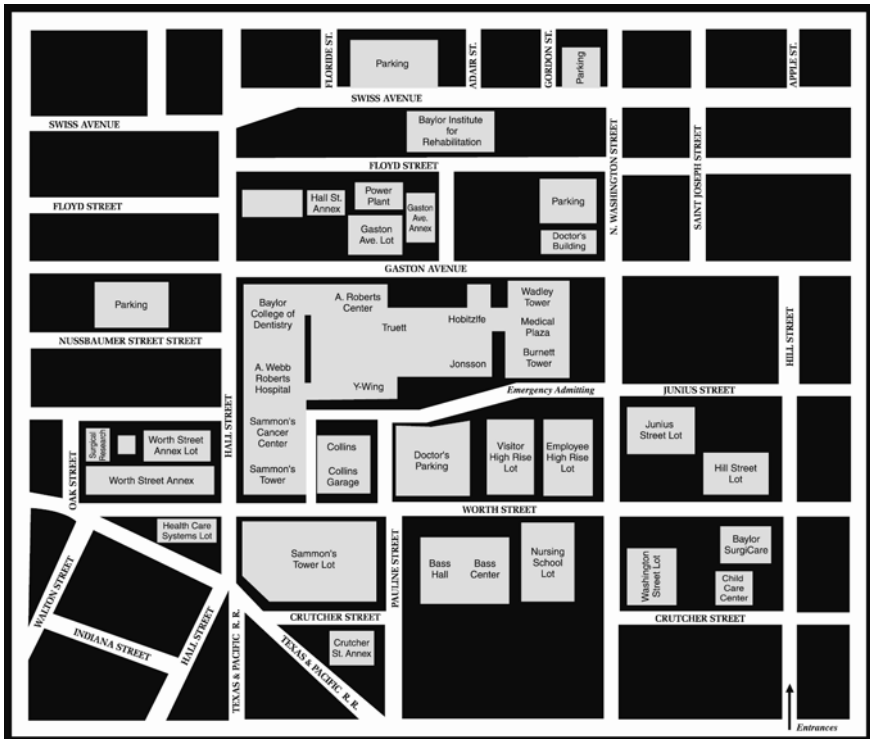 FLORIDE ST.
Parking
ADAIR ST.
GORDON ST.
Parking
APPLE ST.
SWISS AVENUE
SWISS AVENUE
Baylor Institute
for
Rehabilitation
N. WASHINGTON STREET
SAINT JOSEPH STREET
FLOYD STREET
FLOYD STREET
Hall St.
Annex
Power
Plant
Gaston
Ave. Lot
Gaston
Ave.
Annex
Parking
Doctor's
Building
GASTON AVENUE
Parking
NUSSBAUMER STREET STREET
Baylor
College of
Dentistry
A. Roberts
Center
Truett
Hobitzlfe
Wadley
Tower
Medical
Plaza
Burnett
Tower
HILL STREET
A. Webb
Roberts
Hospital
Y-Wing
Jonsson
Emergency Admitting
JUNIUS STREET
HALL STREET
OAK STREET
Surgical
Research
Worth Street
Annex Lot
Worth Street Annex
Sammon's
Cancer
Center
Sammon's
Tower
Collins
Collins
Garage
Doctor's
Parking
Visitor
High Rise
Lot
Employee
High Rise
Lot
Junius
Street Lot
Hill Street
Lot
WORTH STREET
Health Care
Systems Lot
Sammon's
Tower Lot
PAULINE STREET
Bass
Hall
Bass
Center
Nursing
School
Lot
Washington
Street Lot
Baylor
SurgiCare
Child
Care
Center
WALTON STREET
INDIANA STREET
HALL STREET
TEXAS & PACIFIC R. R.
CRUTCHER STREET
CRUTCHER STREET
TEXAS & PACIFIC R. R.
Crutcher
St. Annex
Entrances